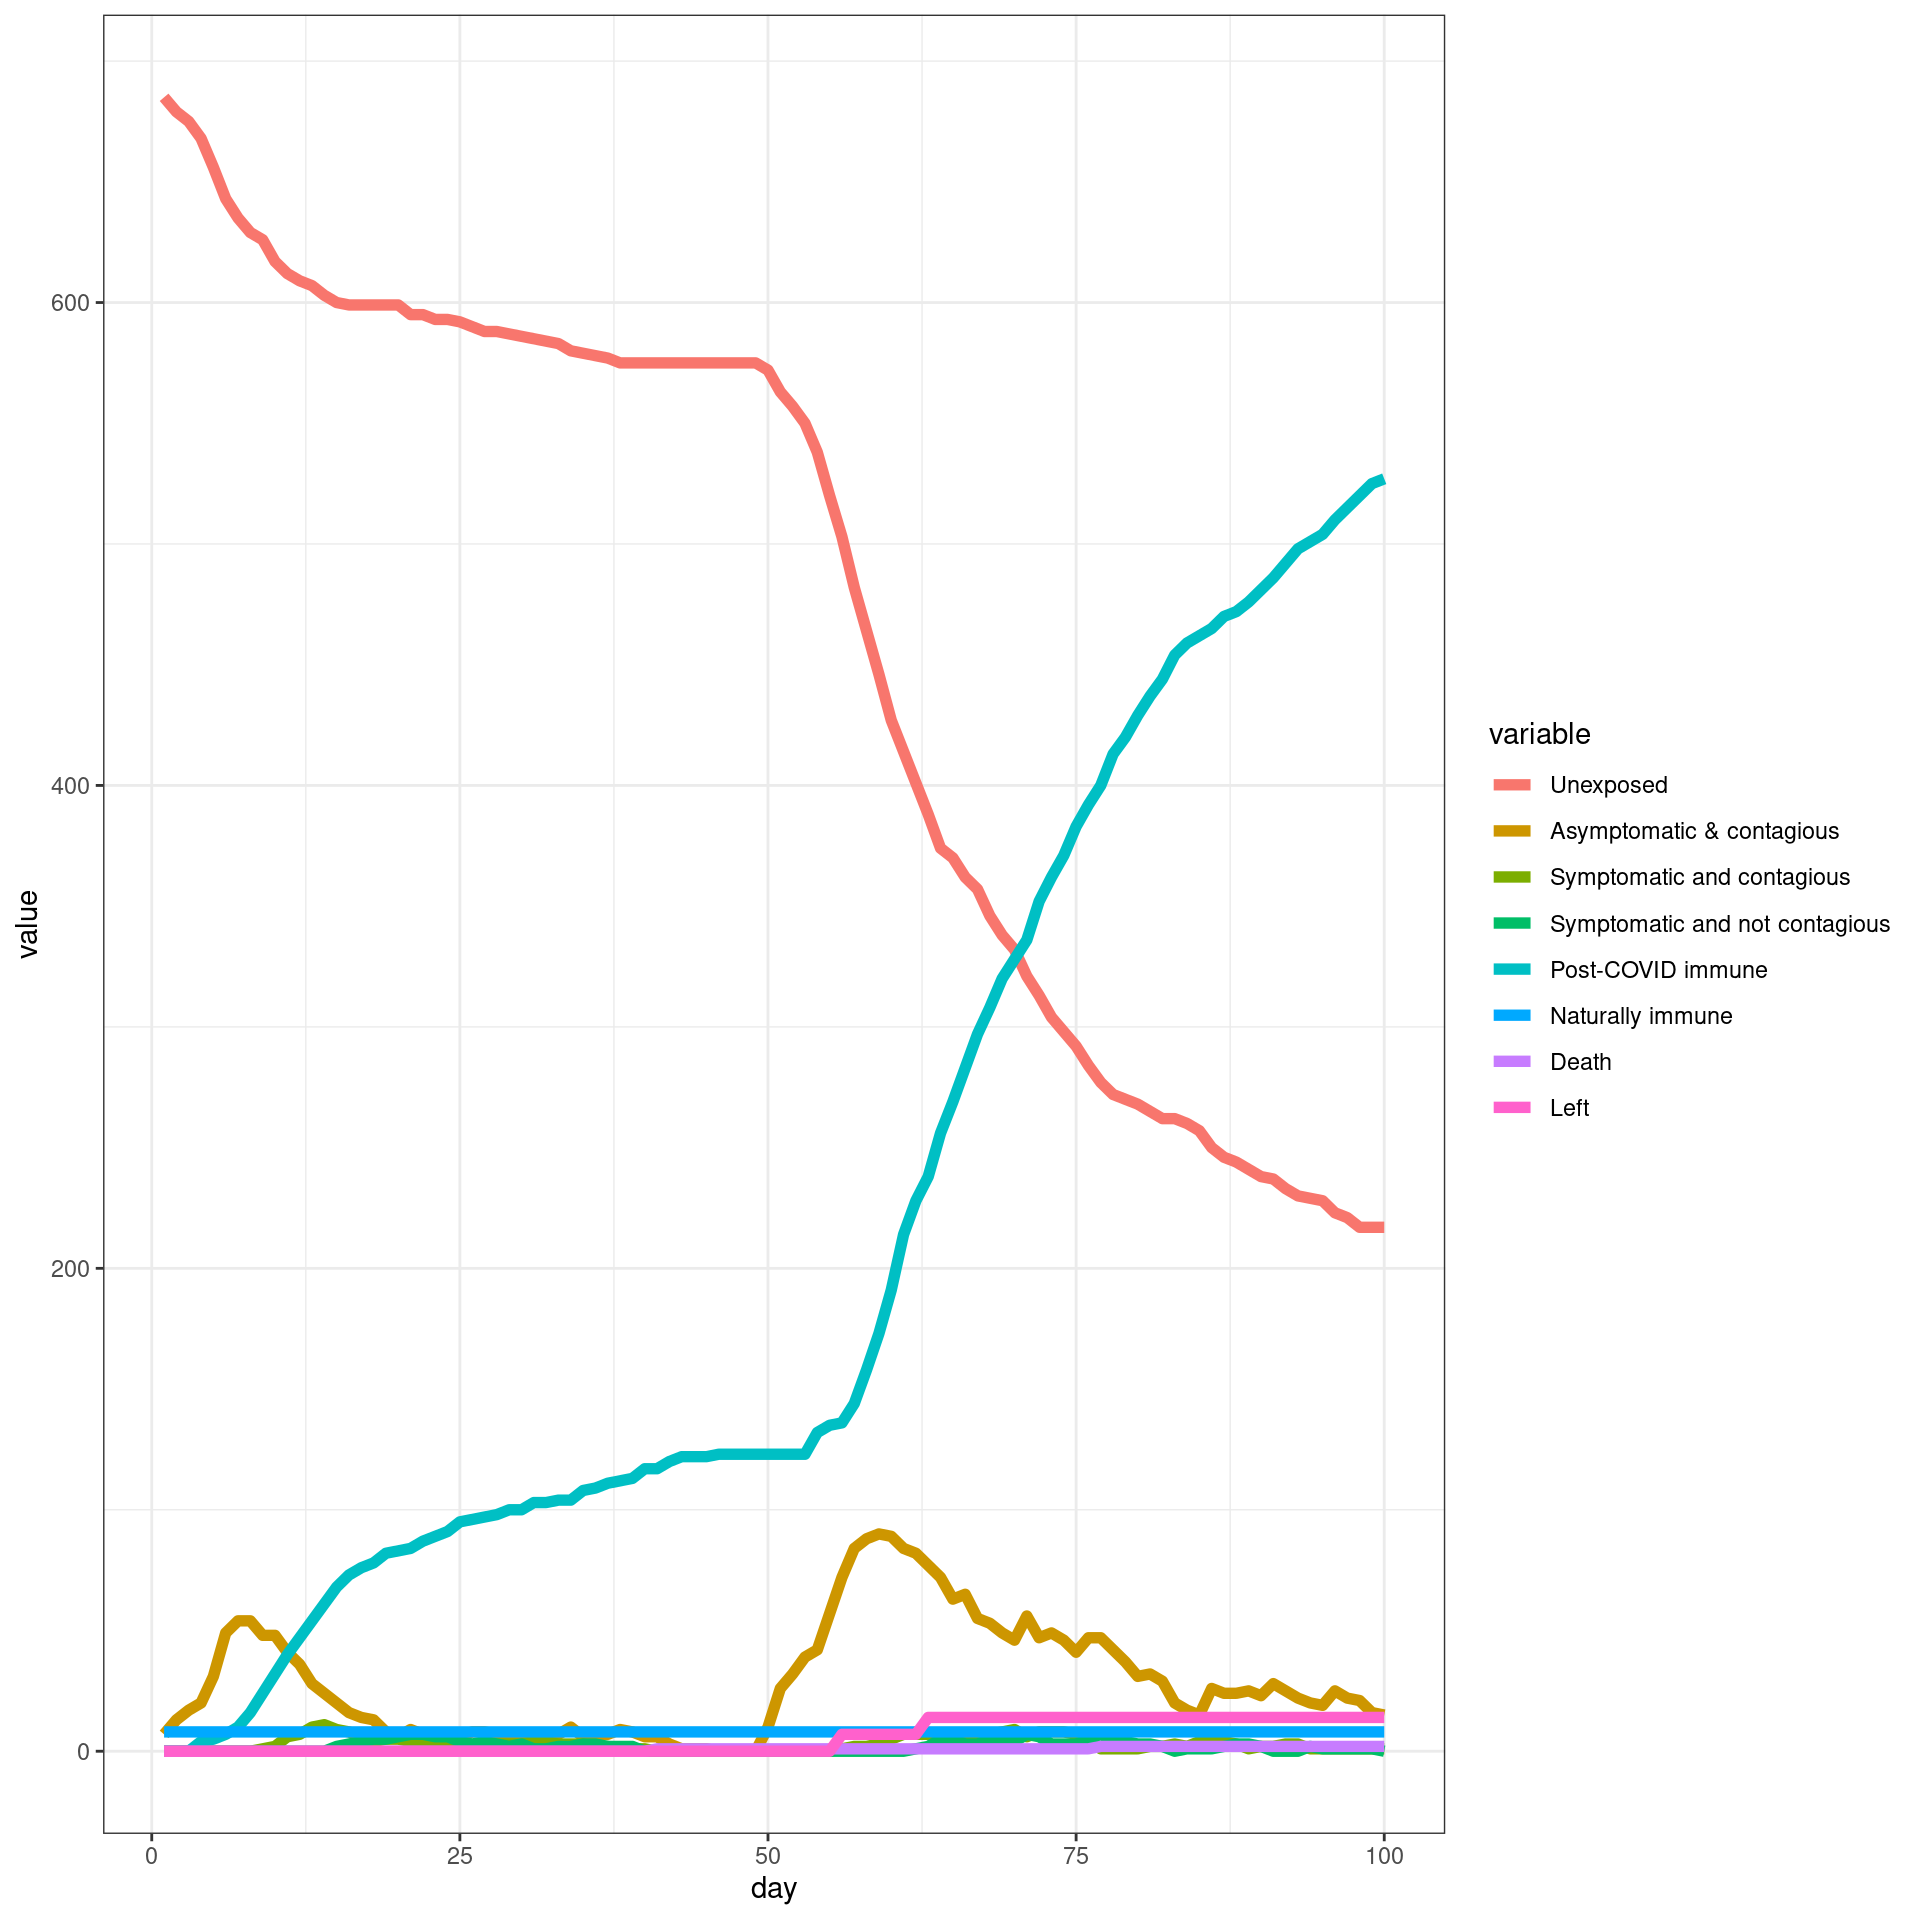 value
600
400
200
0
0 25 50 75 100
day
variable
Unexposed
Asymptomatic & contagious
Symptomatic and contagious
Symptomatic and not contagious
Post-COVID immune
Naturally immune
Death
Left